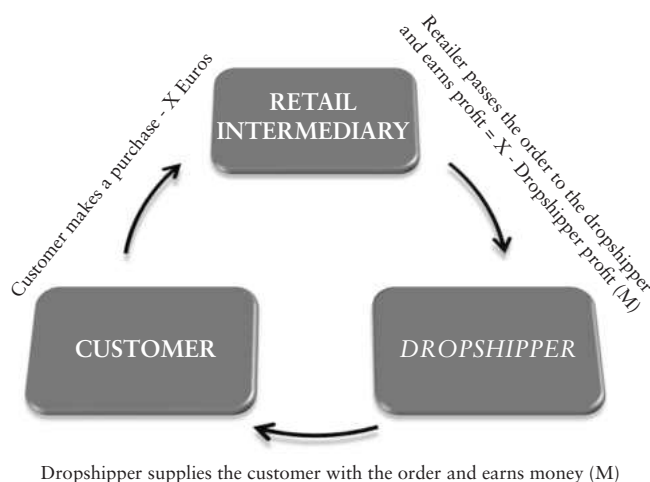 Customer makes a purchase - X Euros
RETAIL
INTERMEDIARY
Retailer passes the order to the dropshipper
and earns profit = X - Dropshipper profit (M)
CUSTOMER
DROPSHIPPER
Dropshipper supplies the customer with the order and earns money (M)